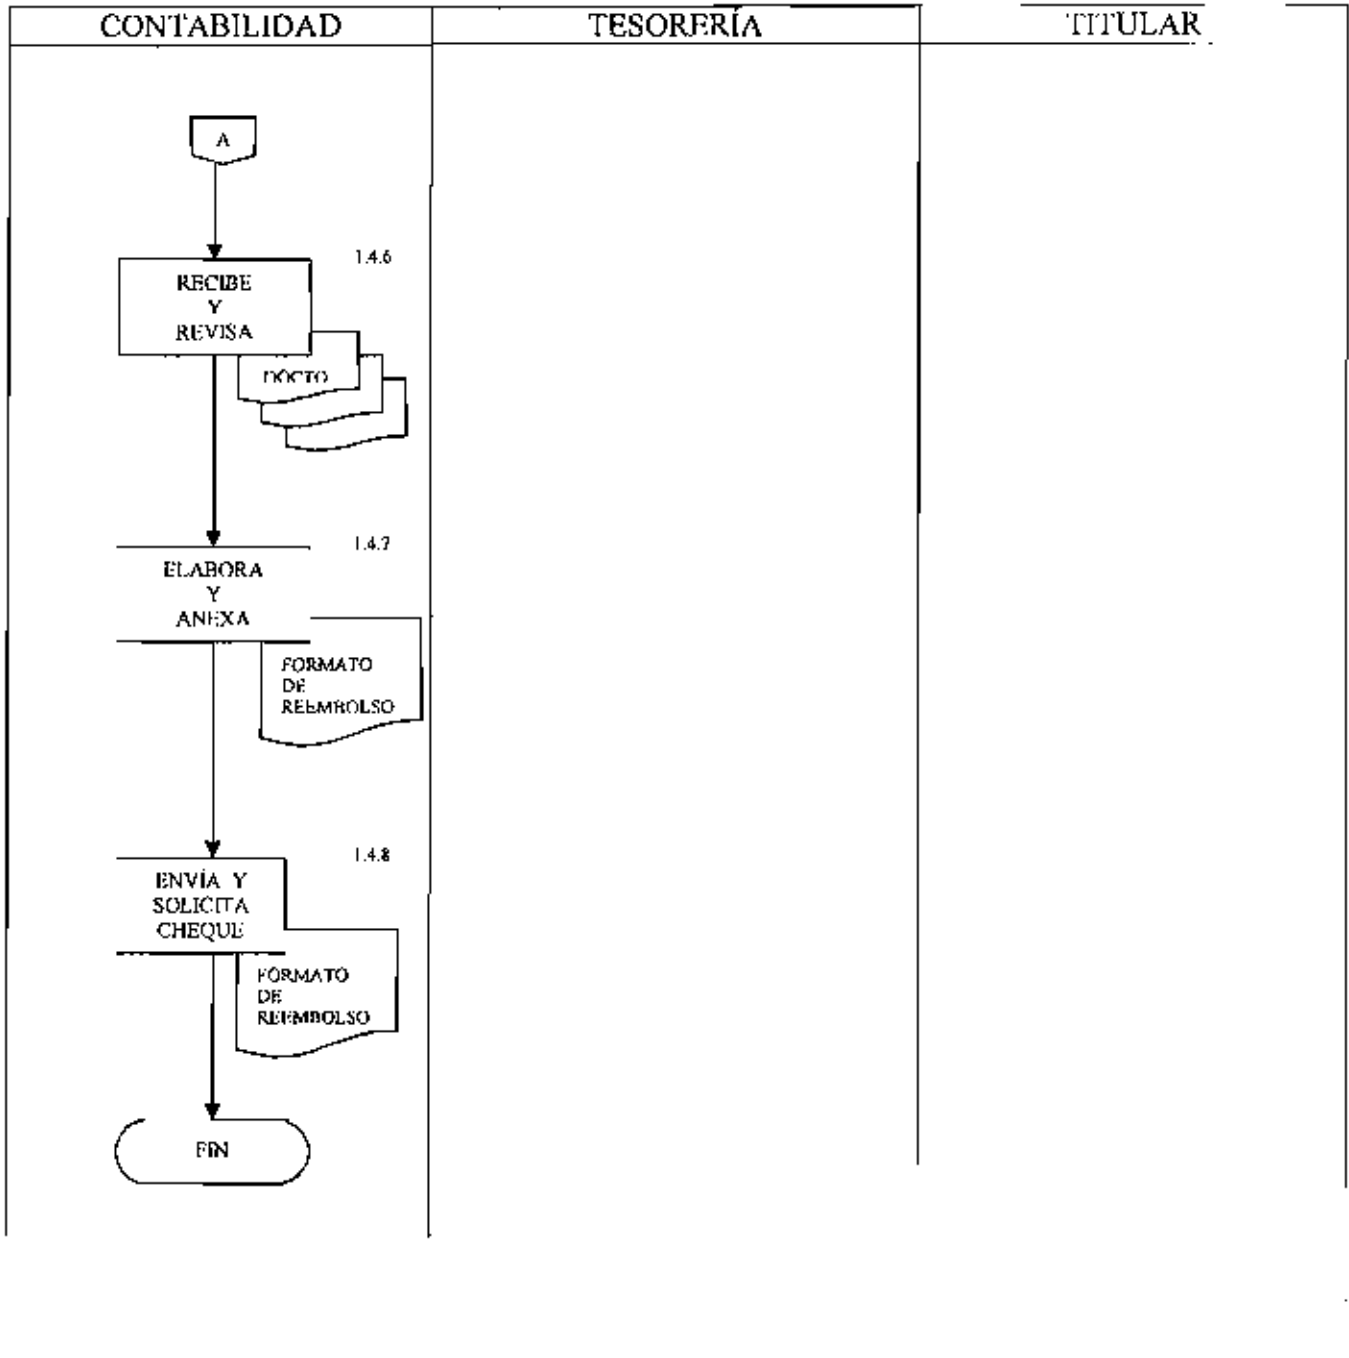 CONTABILIDAD
TESORERÍA
TITULAR
A
1.4.6
RECIBE
Y
REVISA
DOCTO
1.4.7
ELABORA
Y
ANEXA
FORMATO
DE
REEMBOLSO
1.4.8
ENVÍA Y
SOLICITA
CHEQUE
FORMATO
DE
REEMBOLSO
FIN